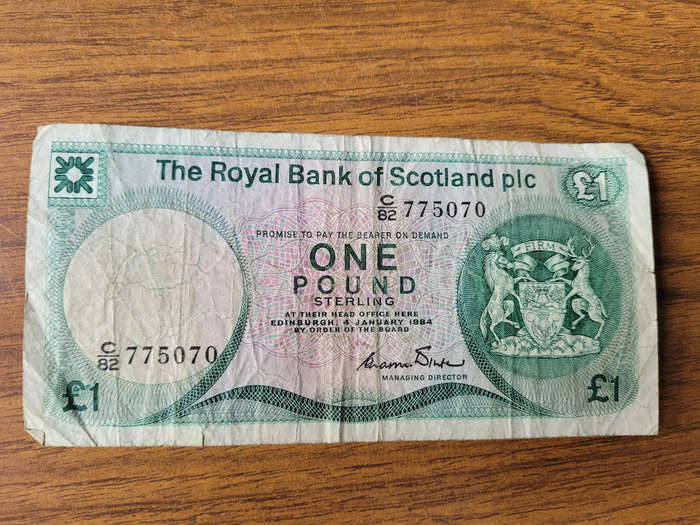 The Royal Bank of Scotland plc
£1
C/82 775070
PROMISE TO PAY THE BEARER ON DEMAND
ONE
POUND
STERLING
AT THEIR HEAD OFFICE HERE
EDINBURGH, 4 JANUARY 1984
BY ORDER OF THE BOARD
MANAGING DIRECTOR
FIRM
C/82 775070
£1
£1